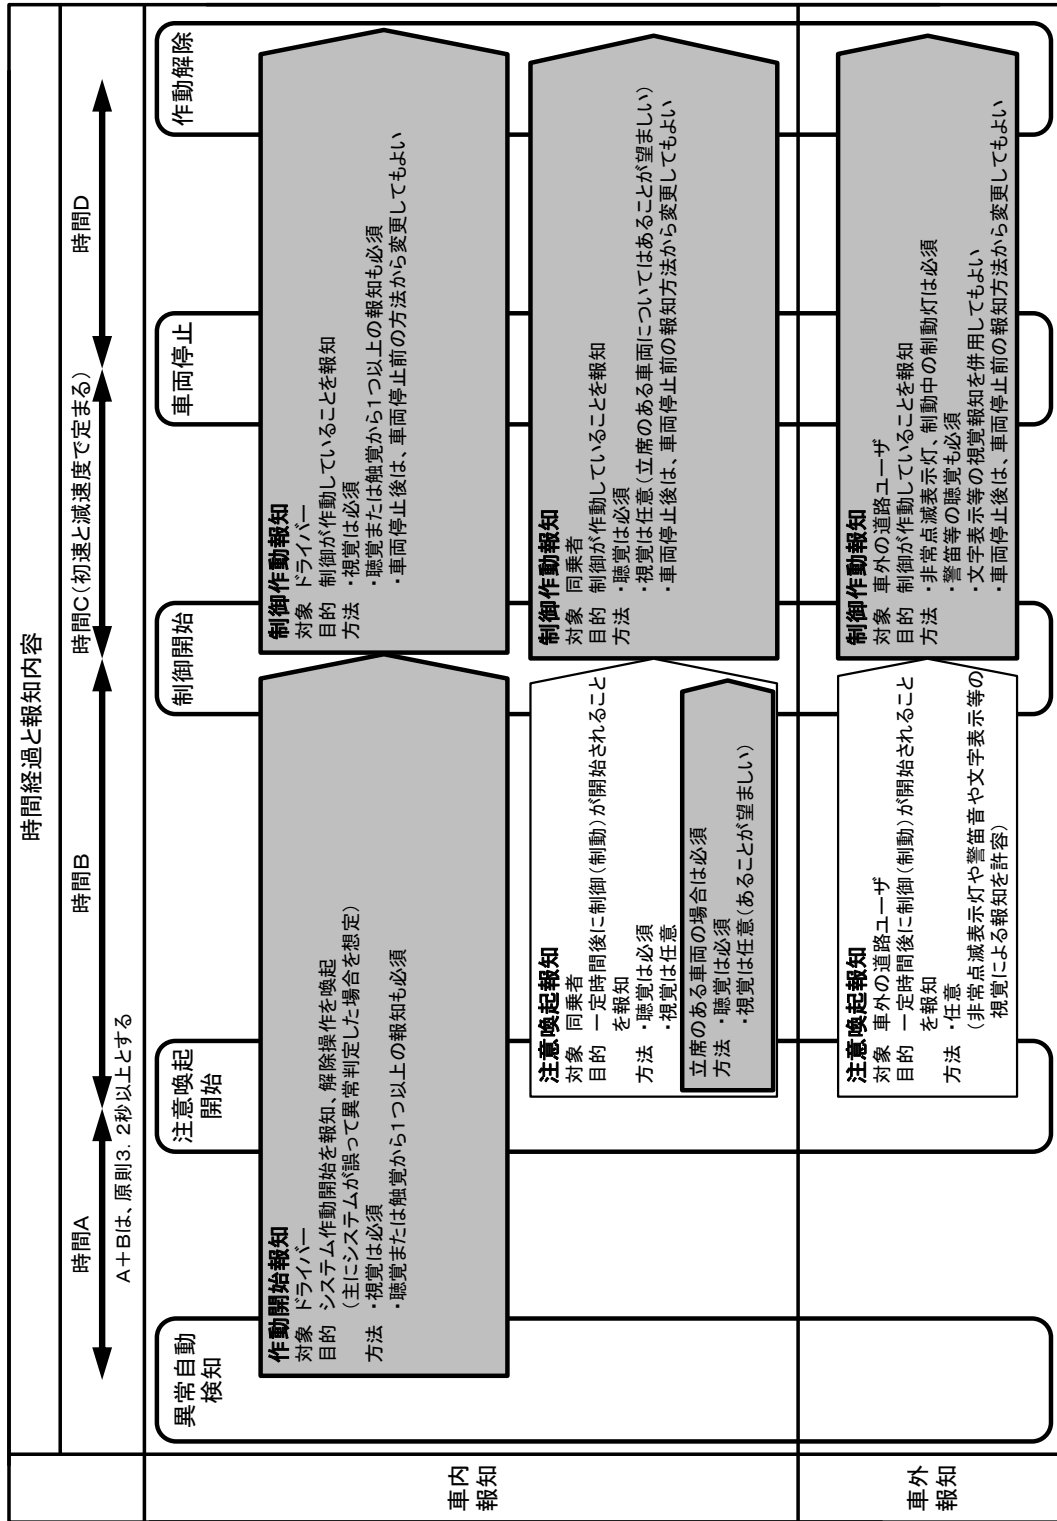 時間経過と報知内容
時間A
時間B
時間C(初速と減速度で定まる)
時間D
A+Bは、原則3.2秒以上とする
異常自動
検知
注意喚起
開始
制御開始
車両停止
作動解除
車内
報知
作動開始報知
対象 ドライバー
目的 システム作動開始を報知、解除操作を喚起
(主にシステムが誤って異常判定した場合を想定)
方法 ・視覚は必須
・聴覚または触覚から1つ以上の報知も必須
制御作動報知
対象 ドライバー
目的 制御が作動していることを報知
方法 ・視覚は必須
・聴覚または触覚から1つ以上の報知も必須
・車両停止後は、車両停止前の方法から変更してもよい
注意喚起報知
対象 同乗者
目的 一定時間後に制御(制動)が開始されること
を報知
方法 ・聴覚は必須
・視覚は任意
立席のある車両の場合は必須
方法 ・聴覚は必須
・視覚は任意(あることが望ましい)
制御作動報知
対象 同乗者
目的 制御が作動していることを報知
方法 ・聴覚は必須
・視覚は任意(立席のある車両についてはあることが望ましい)
・車両停止後は、車両停止前の報知方法から変更してもよい
車外
報知
注意喚起報知
対象 車外の道路ユーザ
目的 一定時間後に制御(制動)が開始されること
を報知
方法 ・任意
(非常点滅表示灯や警笛音や文字表示等の
視覚による報知を許容)
制御作動報知
対象 車外の道路ユーザ
目的 制御が作動していることを報知
方法 ・非常点滅表示灯、制動中の制動灯は必須
・警笛等の聴覚も必須
・文字表示等の視覚報知を併用してもよい
・車両停止後は、車両停止前の報知方法から変更してもよい